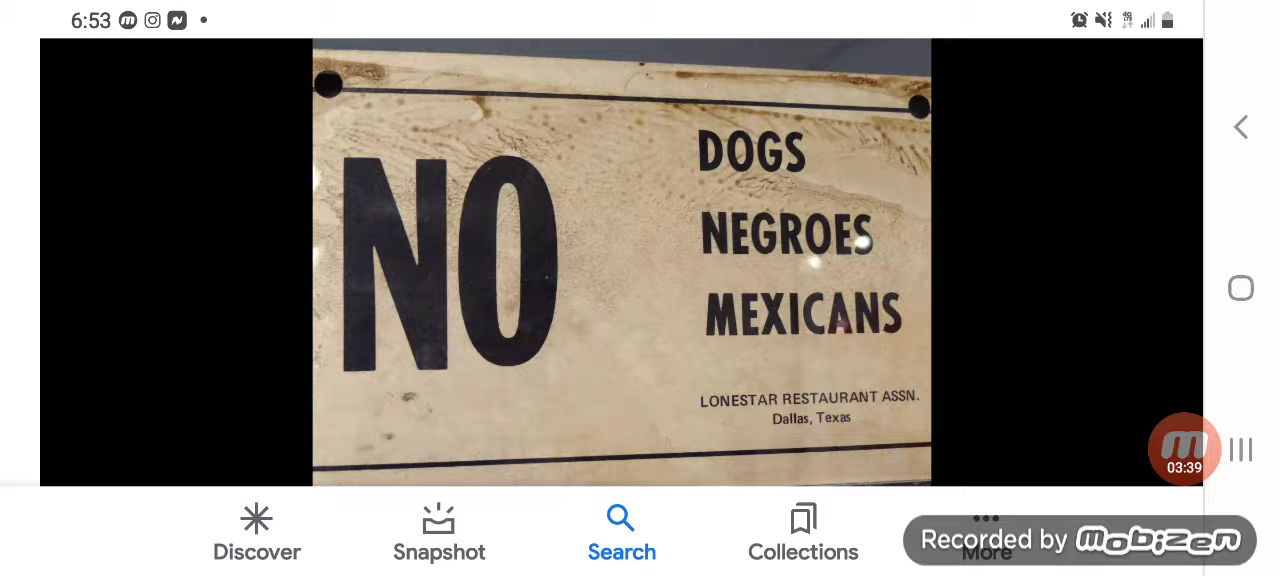 6:53
NO
DOGS
NEGROES
MEXICANS
LONESTAR RESTAURANT ASSN.
Dallas, Texas
03:39
Discover
Snapshot
Search
Collections
More
Recorded by mobizen